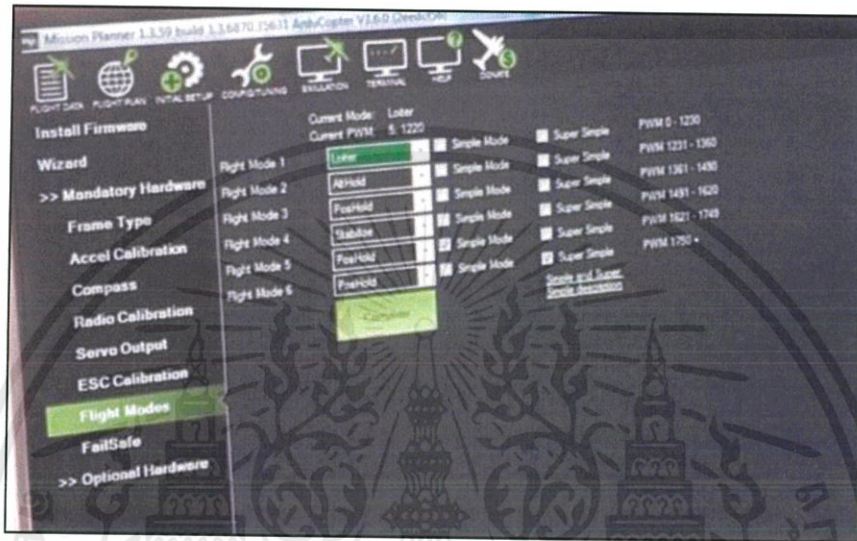 Mission Planner 1.3.59 build 1.3.6870.35631 ArduCopter V3.6.0
FLIGHT DATA FLIGHT PLAN INITIAL SETUP CONFIG/TUNING SIMULATION TERMINAL HELP DONATE
Install Firmware
Wizard
>> Mandatory Hardware
Frame Type
Accel Calibration
Compass
Radio Calibration
Servo Output
ESC Calibration
Flight Modes
FailSafe
>> Optional Hardware
Current Mode: Loiter
Current PWM: 5: 1220
Flight Mode 1 Loiter Simple Mode Super Simple PWM 0 - 1230
Flight Mode 2 AltHold Simple Mode Super Simple PWM 1231 - 1360
Flight Mode 3 PosHold Simple Mode Super Simple PWM 1361 - 1490
Flight Mode 4 Stabilize Simple Mode Super Simple PWM 1491 - 1620
Flight Mode 5 PosHold Simple Mode Super Simple PWM 1621 - 1749
Flight Mode 6 PosHold Simple Mode Super Simple PWM 1750 +
Simple and Super
Simple description